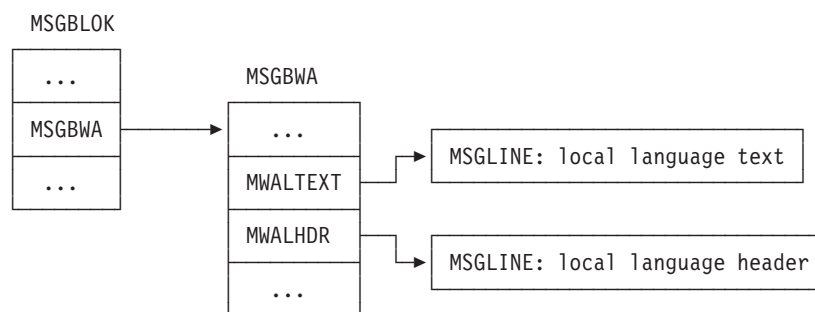 MSGBLOK
...
MSGBWA
MSGBWA
...
...
MWALTEXT
MSGLINE: local language text
MWALHDR
MSGLINE: local language header
...